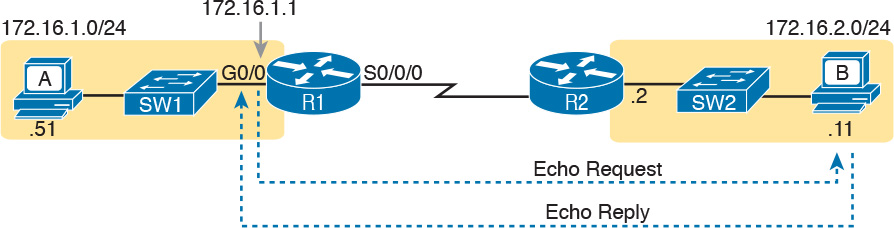 172.16.1.1
172.16.1.0/24
172.16.2.0/24
A
G0/0
S0/0/0
B
SW1
R1
R2
.2
SW2
.51
.11
Echo Request
Echo Reply